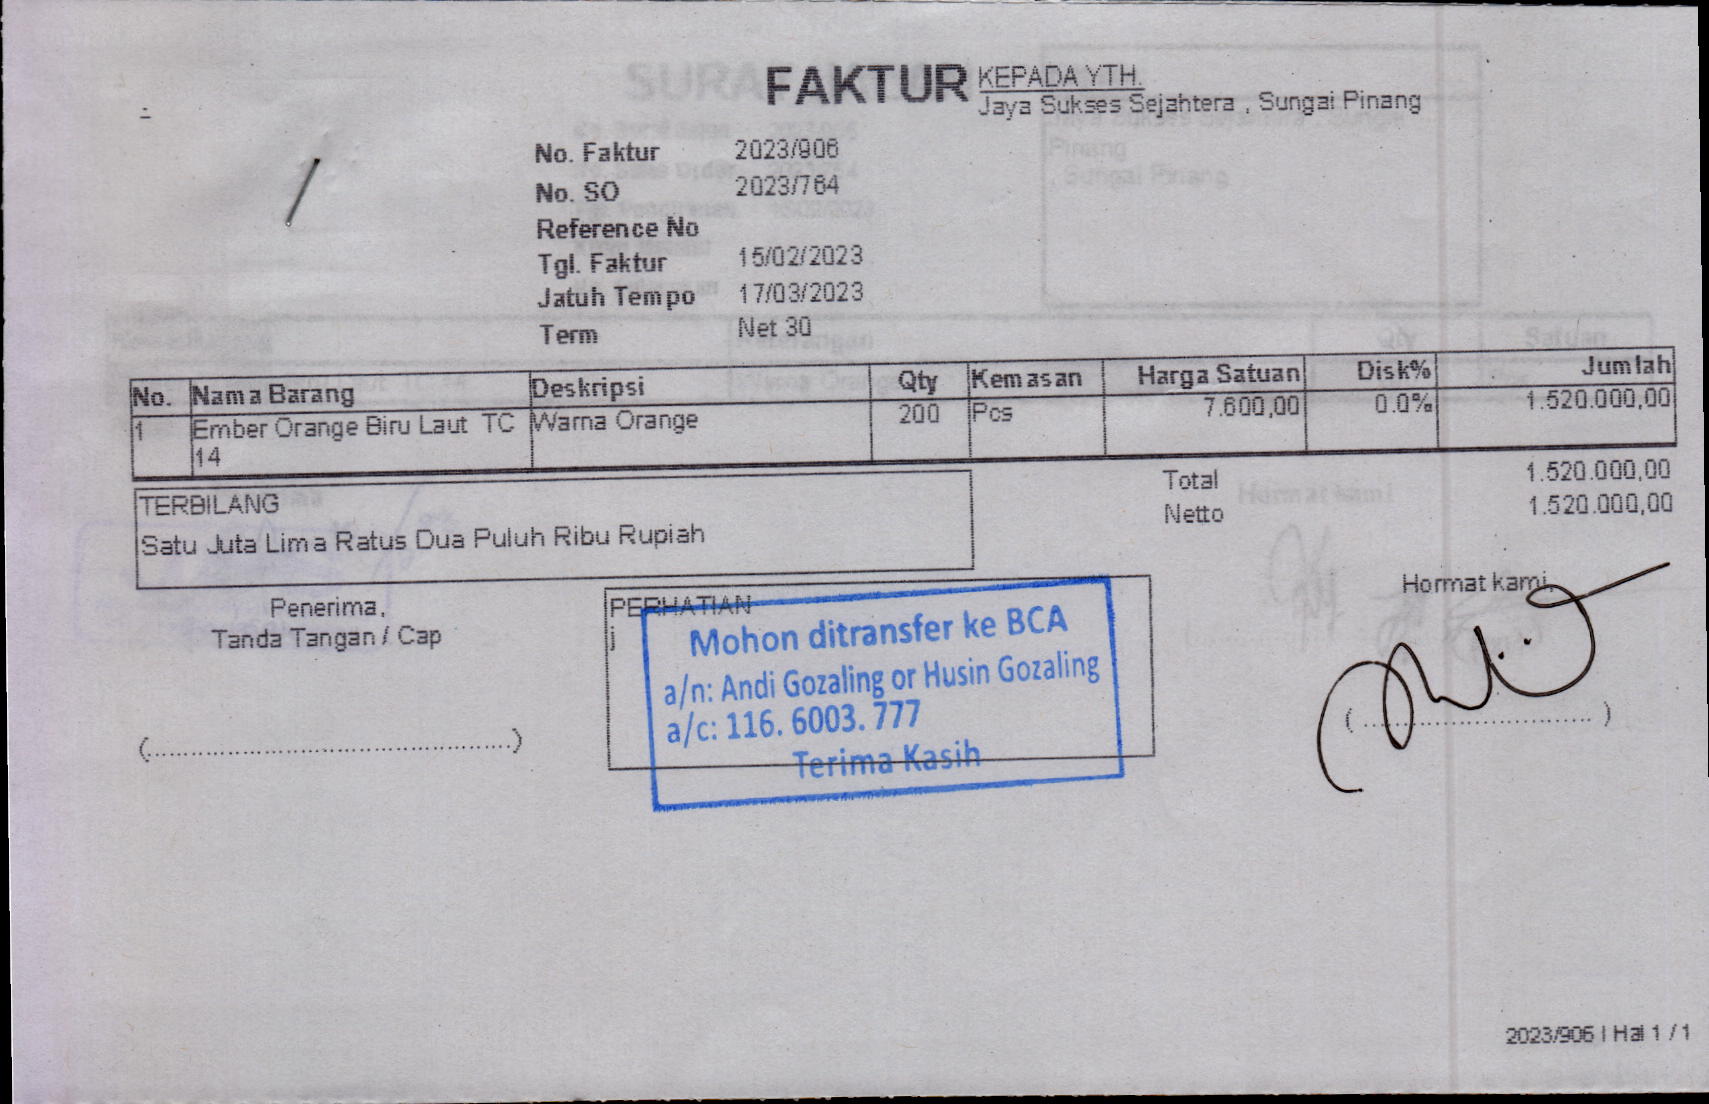 FAKTUR
KEPADA YTH.
Jaya Sukses Sejahtera , Sungai Pinang
No. Faktur 2023/906
No. SO 2023/764
Reference No
Tgl. Faktur 15/02/2023
Jatuh Tempo 17/03/2023
Term Net 30
No. Nama Barang Deskripsi Qty Kemasan Harga Satuan Disk% Jumlah
1 Ember Orange Biru Laut TC Warna Orange 200 Pcs 7.600,00 0.0% 1.520.000,00
14
Total 1.520.000,00
Netto 1.520.000,00
TERBILANG
Satu Juta Lima Ratus Dua Puluh Ribu Rupiah
Penerima,
Tanda Tangan / Cap
(............................................)
PERHATIAN
j
Mohon ditransfer ke BCA
a/n: Andi Gozaling or Husin Gozaling
a/c: 116. 6003. 777
Terima Kasih
Hormat kami,
(............................)
2023/906 | Hal 1 / 1